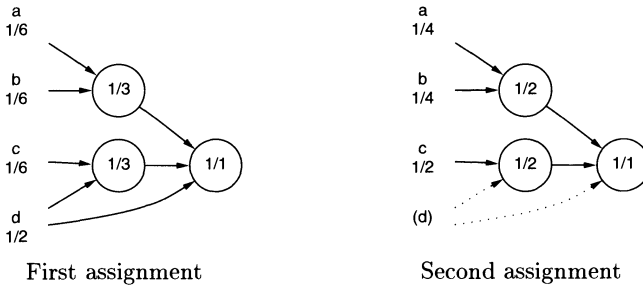 a
1/6
b
1/6
c
1/6
d
1/2
1/3
1/3
1/1
First assignment
a
1/4
b
1/4
c
1/2
(d)
1/2
1/2
1/1
Second assignment